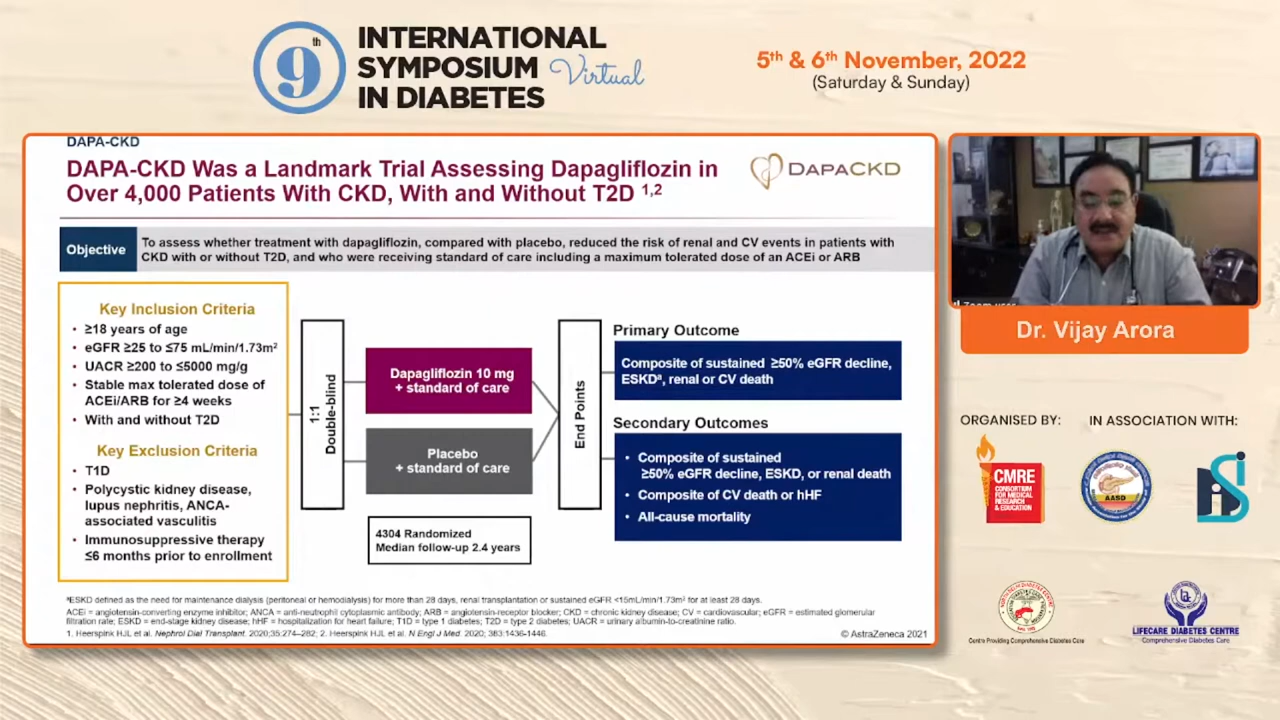 9th
INTERNATIONAL
SYMPOSIUM Virtual
IN DIABETES
5th & 6th November, 2022
(Saturday & Sunday)
DAPA-CKD
DAPA-CKD Was a Landmark Trial Assessing Dapagliflozin in
Over 4,000 Patients With CKD, With and Without T2D 1,2
DAPACKD
Objective
To assess whether treatment with dapagliflozin, compared with placebo, reduced the risk of renal and CV events in patients with
CKD with or without T2D, and who were receiving standard of care including a maximum tolerated dose of an ACEi or ARB
Key Inclusion Criteria
• ≥18 years of age
• eGFR ≥25 to ≤75 mL/min/1.73m²
• UACR ≥200 to ≤5000 mg/g
• Stable max tolerated dose of
ACEi/ARB for ≥4 weeks
• With and without T2D
Key Exclusion Criteria
• T1D
• Polycystic kidney disease,
lupus nephritis, ANCA-
associated vasculitis
• Immunosuppressive therapy
≤6 months prior to enrollment
1:1
Double-blind
Dapagliflozin 10 mg
+ standard of care
Placebo
+ standard of care
4304 Randomized
Median follow-up 2.4 years
End Points
Primary Outcome
Composite of sustained ≥50% eGFR decline,
ESKDª, renal or CV death
Secondary Outcomes
• Composite of sustained
≥50% eGFR decline, ESKD, or renal death
• Composite of CV death or hHF
• All-cause mortality
ªESKD defined as the need for maintenance dialysis (peritoneal or hemodialysis) for more than 28 days, renal transplantation or sustained eGFR <15mL/min/1.73m² for at least 28 days.
ACEi = angiotensin-converting enzyme inhibitor; ANCA = anti-neutrophil cytoplasmic antibody; ARB = angiotensin-receptor blocker; CKD = chronic kidney disease; CV = cardiovascular; eGFR = estimated glomerular
filtration rate; ESKD = end-stage kidney disease; hHF = hospitalization for heart failure; T1D = type 1 diabetes; T2D = type 2 diabetes; UACR = urinary albumin-to-creatinine ratio.
1. Heerspink HJL et al. Nephrol Dial Transplant. 2020;35:274–282; 2. Heerspink HJL et al. N Engl J Med. 2020; 383:1436-1446.
© AstraZeneca 2021
Dr. Vijay Arora
ORGANISED BY:
IN ASSOCIATION WITH:
CMRE
CONSORTIUM
FOR MEDICAL
RESEARCH
& EDUCATION
AASD
Centre Providing Comprehensive Diabetes Care
LIFECARE DIABETES CENTRE
Comprehensive Diabetes Care